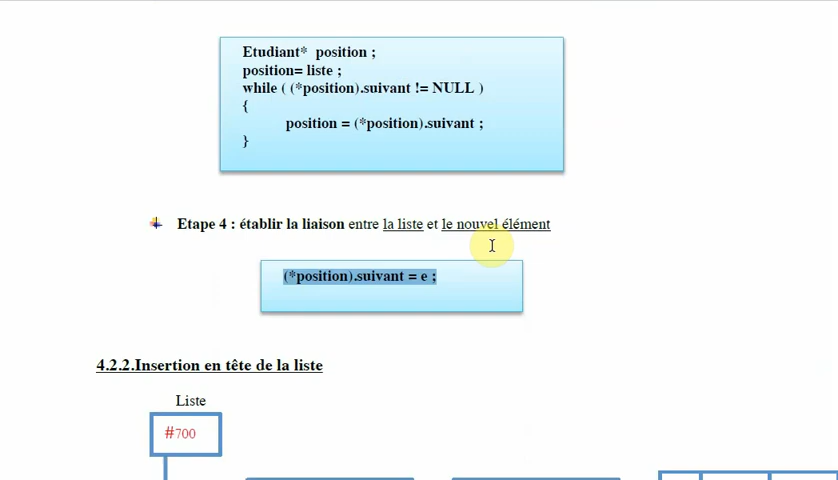 Etudiant* position ;
position= liste ;
while ( (*position).suivant != NULL )
{
position = (*position).suivant ;
}
Etape 4 : établir la liaison entre la liste et le nouvel élément
(*position).suivant = e ;
4.2.2.Insertion en tête de la liste
Liste
#700